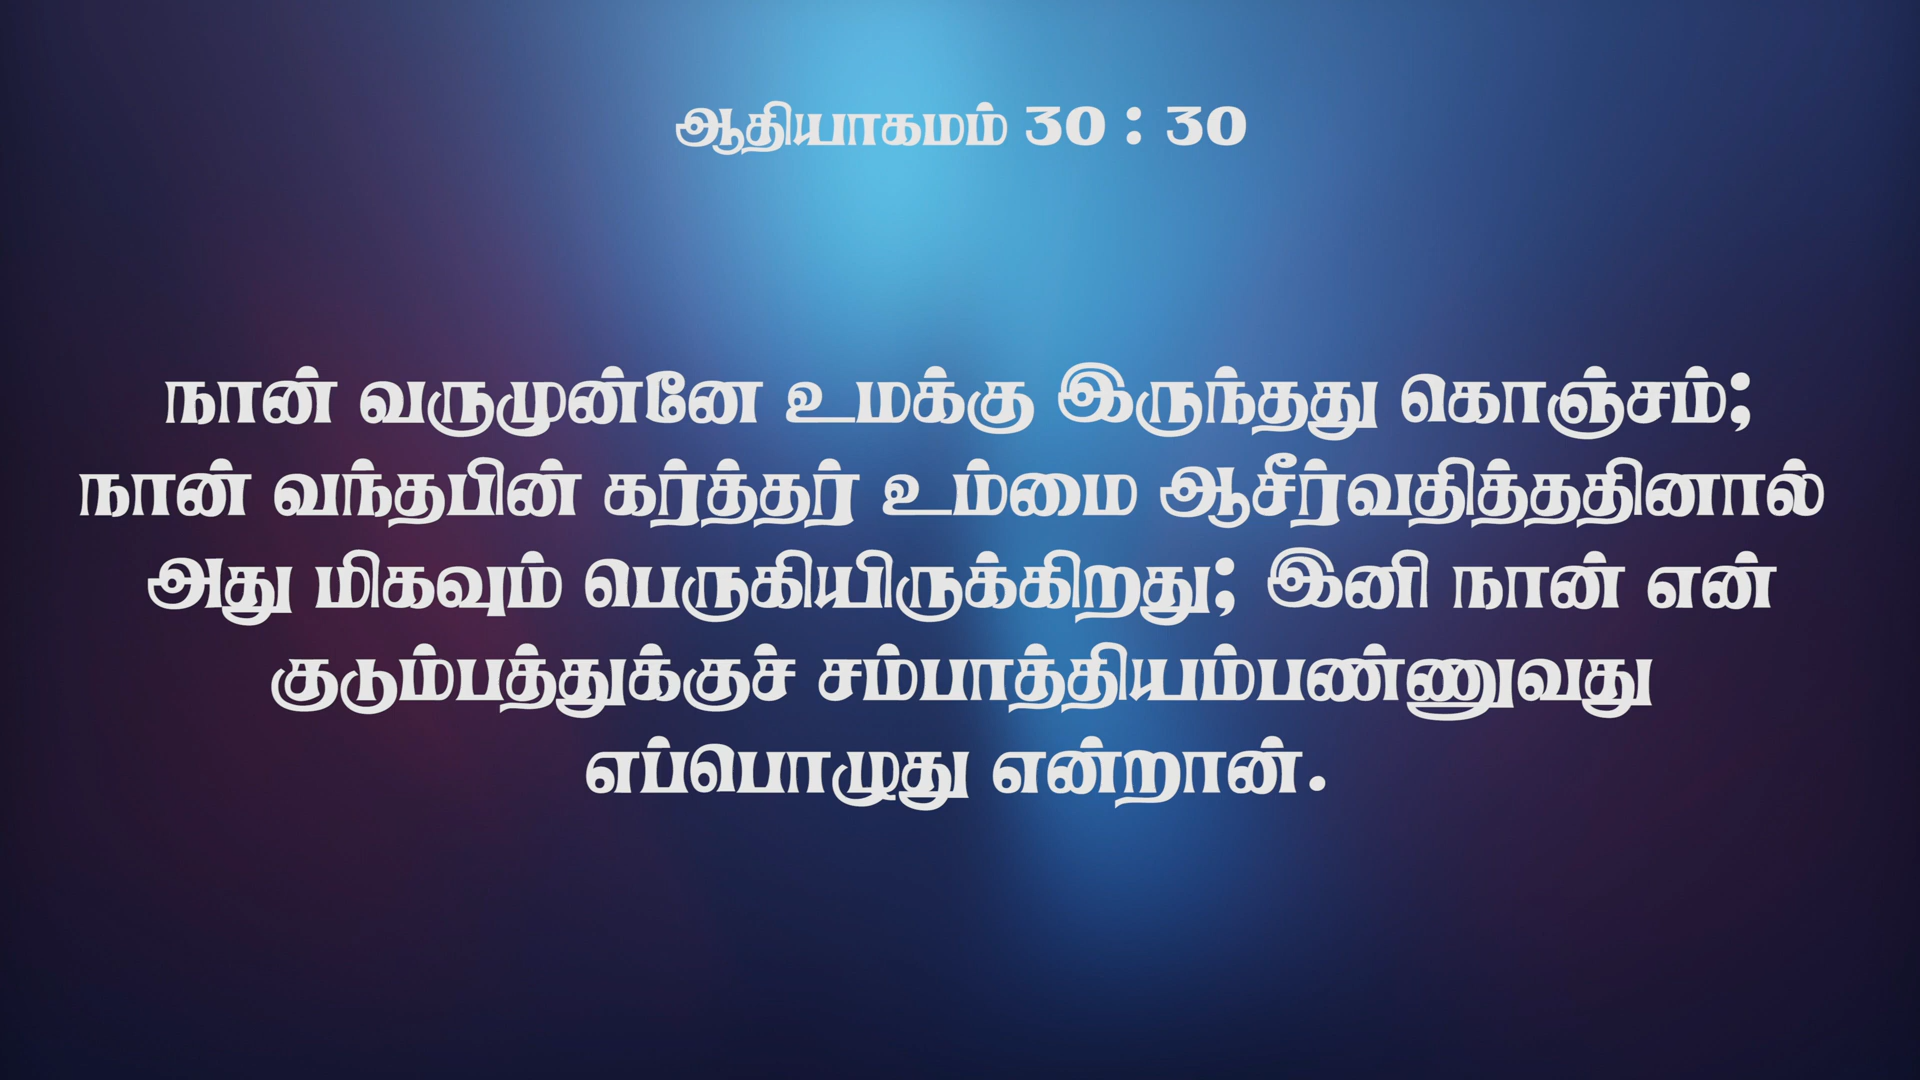 ஆதியாகமம் 30 : 30
நான் வருமுன்னே உமக்கு இருந்தது கொஞ்சம்;
நான் வந்தபின் கர்த்தர் உம்மை ஆசீர்வதித்ததினால்
அது மிகவும் பெருகியிருக்கிறது; இனி நான் என்
குடும்பத்துக்குச் சம்பாத்தியம்பண்ணுவது
எப்பொழுது என்றான்.